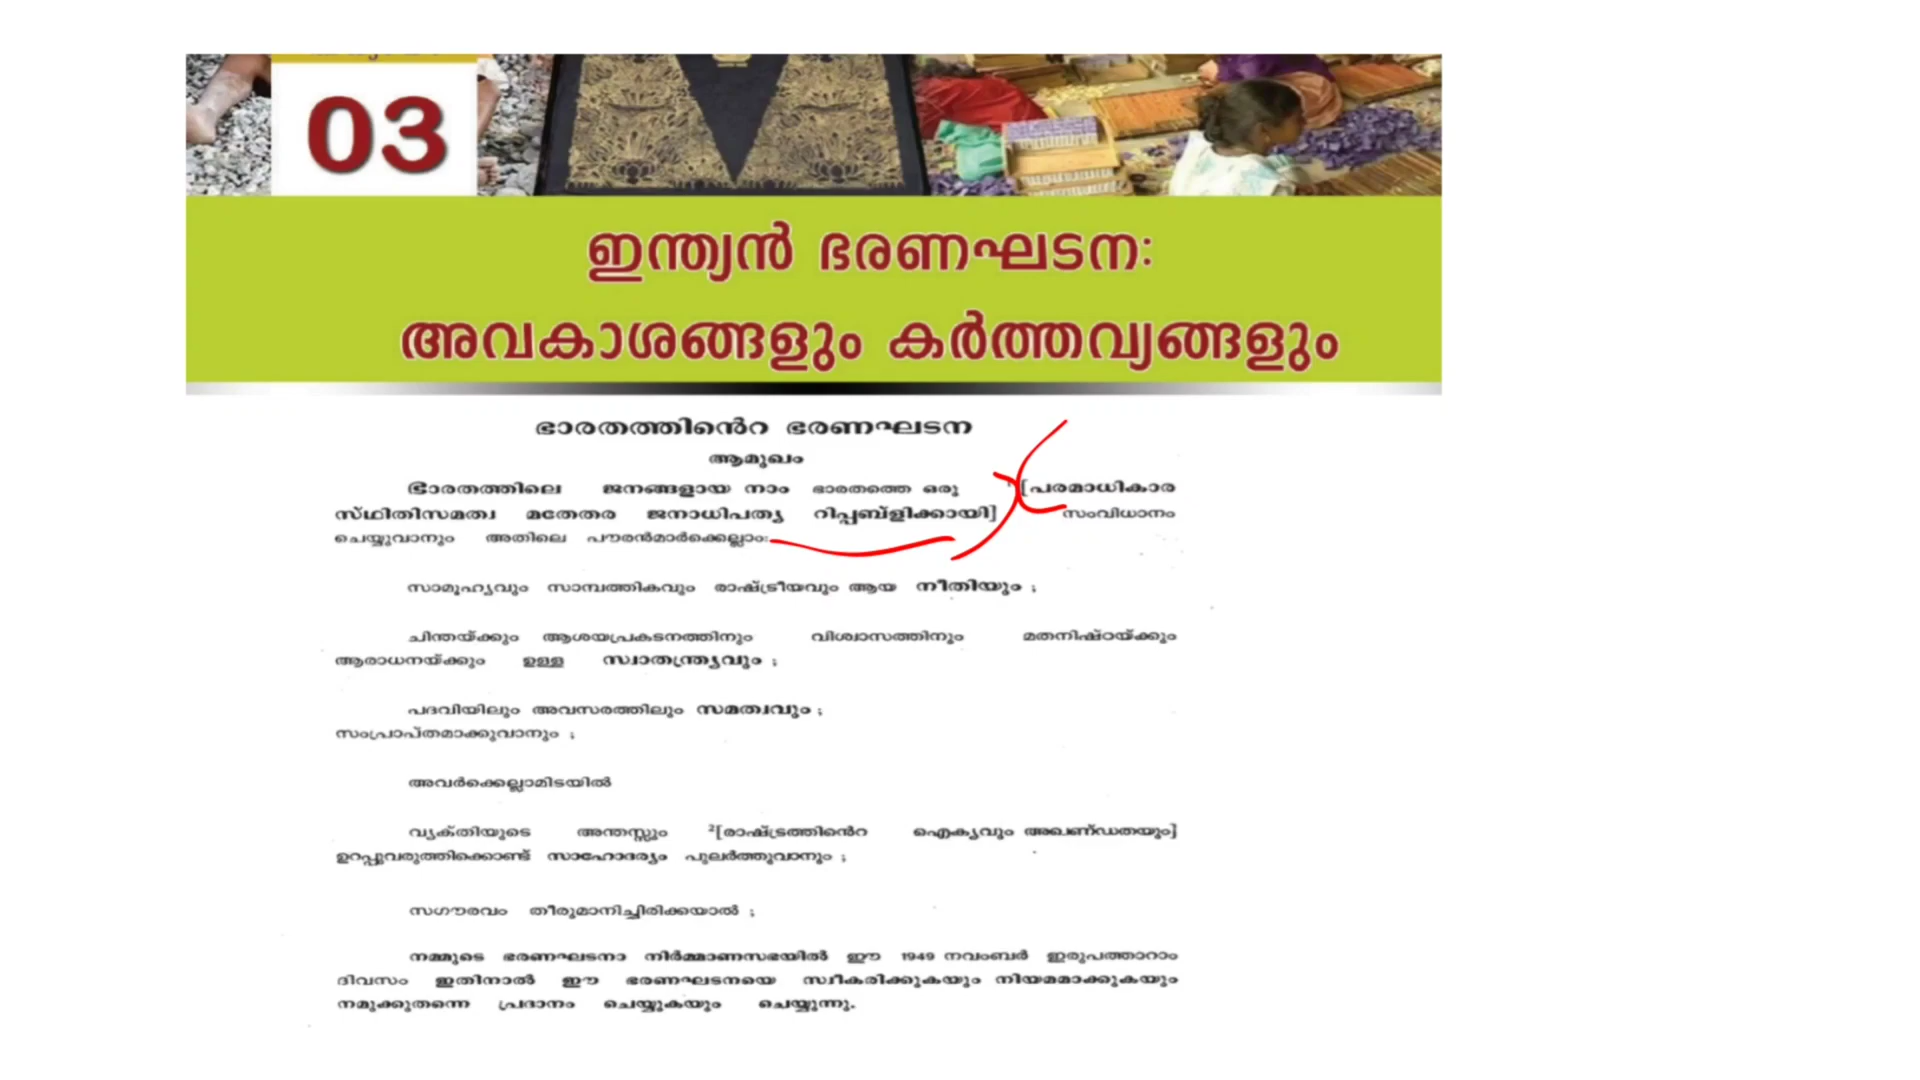 03
ഇന്ത്യൻ ഭരണഘടന:
അവകാശങ്ങളും കർത്തവ്യങ്ങളും
ഭാരതത്തിൻെറ ഭരണഘടന
ആമുഖം
ഭാരതത്തിലെ ജനങ്ങളായ നാം ഭാരതത്തെ ഒരു [പരമാധികാര
സ്ഥിതിസമത്വ മതേതര ജനാധിപത്യ റിപ്പബ്ളിക്കായി] സംവിധാനം
ചെയ്യുവാനും അതിലെ പൗരൻമാർക്കെല്ലാം:
സാമൂഹ്യവും സാമ്പത്തികവും രാഷ്ട്രീയവും ആയ നീതിയും ;
ചിന്തയ്ക്കും ആശയപ്രകടനത്തിനും വിശ്വാസത്തിനും മതനിഷ്ഠയ്ക്കും
ആരാധനയ്ക്കും ഉള്ള സ്വാതന്ത്ര്യവും ;
പദവിയിലും അവസരത്തിലും സമത്വവും ;
സംപ്രാപ്തമാക്കുവാനും ;
അവർക്കെല്ലാമിടയിൽ
വ്യക്തിയുടെ അന്തസ്സും ²[രാഷ്ട്രത്തിൻെറ ഐക്യവും അഖണ്ഡതയും]
ഉറപ്പുവരുത്തിക്കൊണ്ട് സാഹോദര്യം പുലർത്തുവാനും ;
സഗൗരവം തീരുമാനിച്ചിരിക്കയാൽ ;
നമ്മുടെ ഭരണഘടനാ നിർമ്മാണസഭയിൽ ഈ 1949 നവംബർ ഇരുപത്താറാം
ദിവസം ഇതിനാൽ ഈ ഭരണഘടനയെ സ്വീകരിക്കുകയും നിയമമാക്കുകയും
നമുക്കുതന്നെ പ്രദാനം ചെയ്യുകയും ചെയ്യുന്നു.